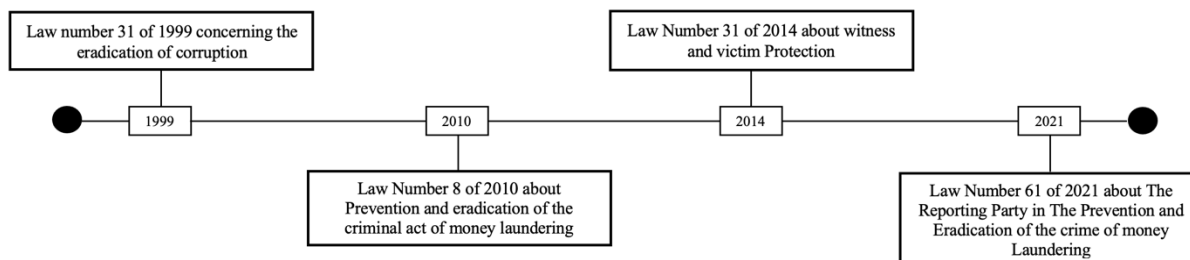 Law number 31 of 1999 concerning the
eradication of corruption
Law Number 31 of 2014 about witness
and victim Protection
1999
2010
2014
2021
Law Number 8 of 2010 about
Prevention and eradication of the
criminal act of money laundering
Law Number 61 of 2021 about The
Reporting Party in The Prevention and
Eradication of the crime of money
Laundering